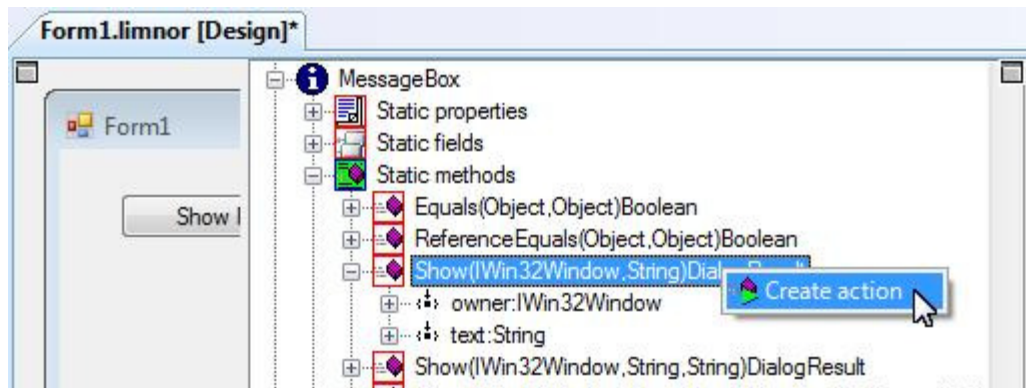 Form1.limnor [Design]*
MessageBox
Static properties
Form1
Static fields
Static methods
Equals(Object,Object)Boolean
Show
ReferenceEquals(Object,Object)Boolean
Show(IWin32Window,String)
Create action
owner:IWin32Window
text:String
Show(IWin32Window,String,String)DialogResult